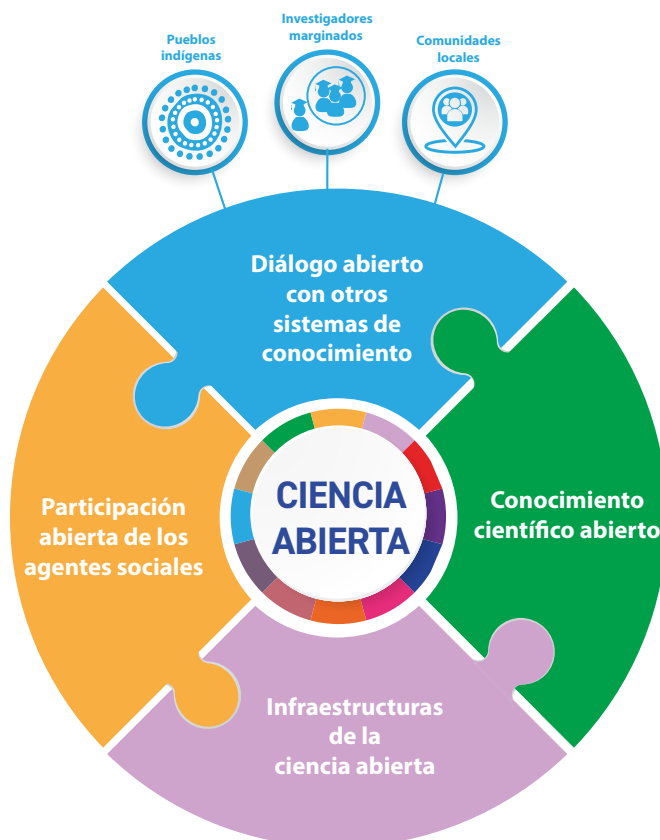 Pueblos
indígenas
Investigadores
marginados
Comunidades
locales
Diálogo abierto
con otros
sistemas de
conocimiento
Participación
abierta de los
agentes sociales
CIENCIA
ABIERTA
Conocimiento
científico abierto
Infraestructuras
de la
ciencia abierta